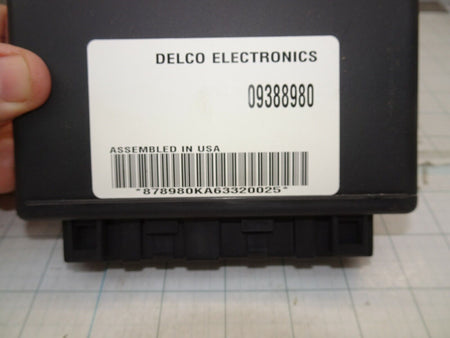 DELCO ELECTRONICS
09388980
ASSEMBLED IN USA
*878980KA63320025*